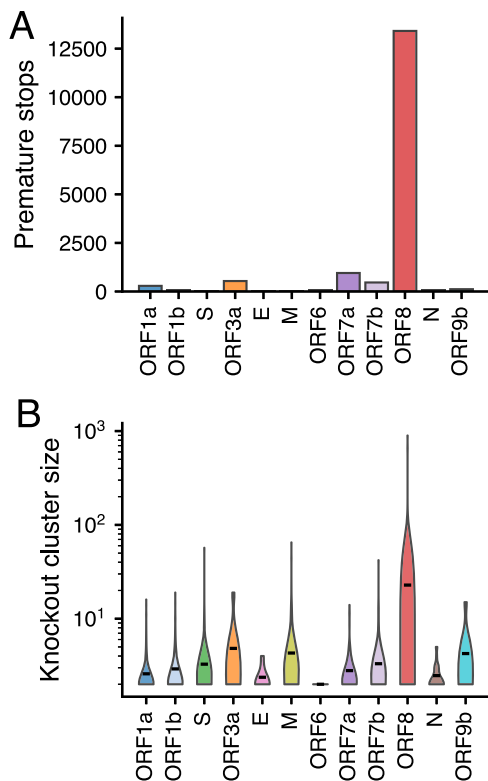 A
Premature stops
12500
10000
7500
5000
2500
0
ORF1a ORF1b S ORF3a E M ORF6 ORF7a ORF7b ORF8 N ORF9b
B
Knockout cluster size
10³
10²
10¹
ORF1a ORF1b S ORF3a E M ORF6 ORF7a ORF7b ORF8 N ORF9b